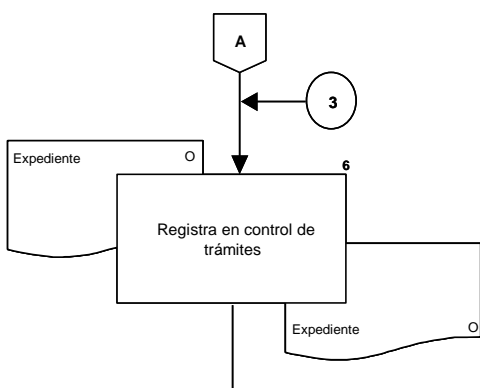 A
3
Expediente O
6
Registra en control de
trámites
Expediente O